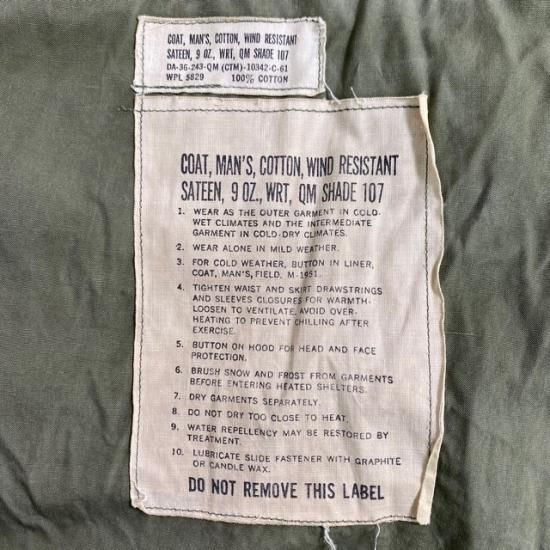 COAT, MAN'S, COTTON, WIND RESISTANT
SATEEN, 9 OZ., WRT, QM SHADE 107
DA-36-243-QM (CTM)-10342-C-61
WPL 5829 100% COTTON
COAT, MAN'S, COTTON, WIND RESISTANT
SATEEN, 9 OZ., WRT, QM SHADE 107
1. WEAR AS THE OUTER GARMENT IN COLD-
WET CLIMATES AND THE INTERMEDIATE
GARMENT IN COLD-DRY CLIMATES.
2. WEAR ALONE IN MILD WEATHER.
3. FOR COLD WEATHER, BUTTON IN LINER,
COAT, MAN'S, FIELD, M-1951.
4. TIGHTEN WAIST AND SKIRT DRAWSTRINGS
AND SLEEVES CLOSURES FOR WARMTH-
LOOSEN TO VENTILATE. AVOID OVER-
HEATING TO PREVENT CHILLING AFTER
EXERCISE.
5. BUTTON ON HOOD FOR HEAD AND FACE
PROTECTION.
6. BRUSH SNOW AND FROST FROM GARMENTS
BEFORE ENTERING HEATED SHELTERS.
7. DRY GARMENTS SEPARATELY.
8. DO NOT DRY TOO CLOSE TO HEAT.
9. WATER REPELLENCY MAY BE RESTORED BY
TREATMENT.
10. LUBRICATE SLIDE FASTENER WITH GRAPHITE
OR CANDLE WAX.
DO NOT REMOVE THIS LABEL